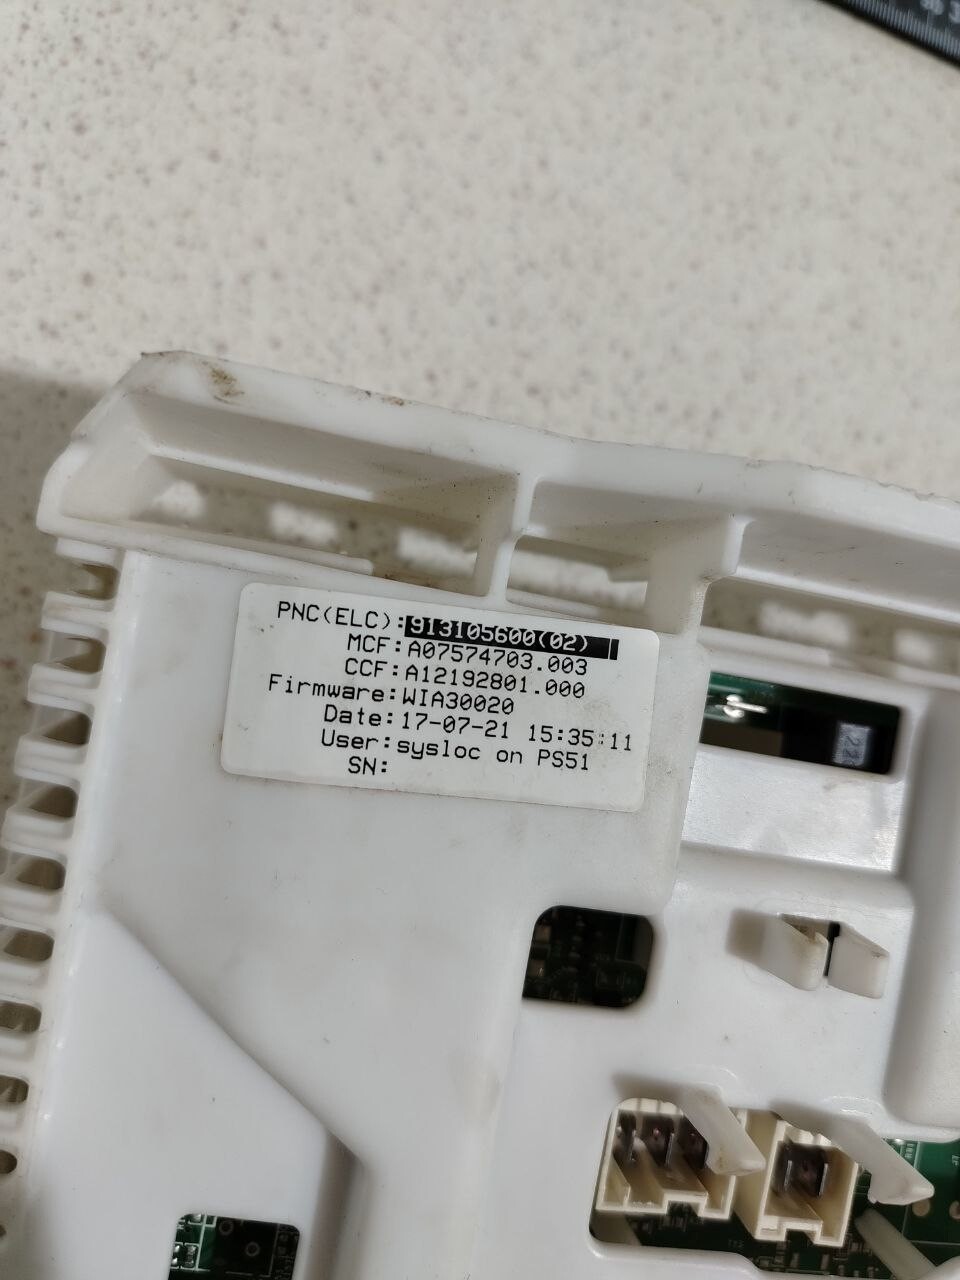 PNC(ELC):913105600(02)
MCF:A07574703.003
CCF:A12192801.000
Firmware:WIA30020
Date:17-07-21 15:35:11
User:sysloc on PS51
SN: